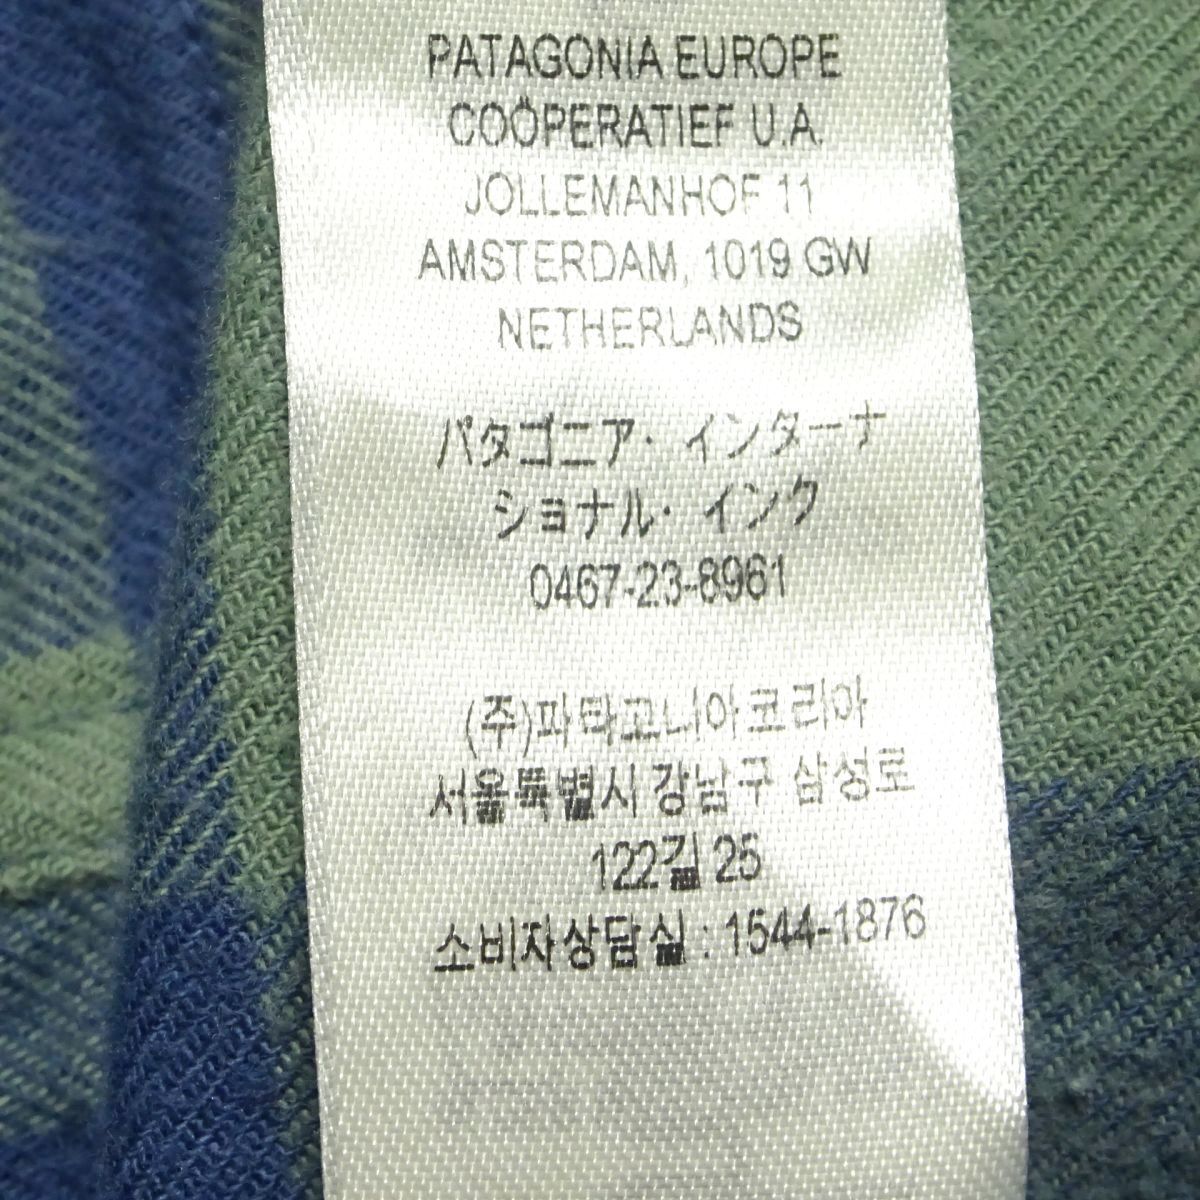 PATAGONIA EUROPE
COÖPERATIEF U.A.
JOLLEMANHOF 11
AMSTERDAM, 1019 GW
NETHERLANDS
パタゴニア・インターナ
ショナル・インク
0467-23-8961
(주)파타고니아코리아
서울특별시 강남구 삼성로
122길 25
소비자상담실 : 1544-1876